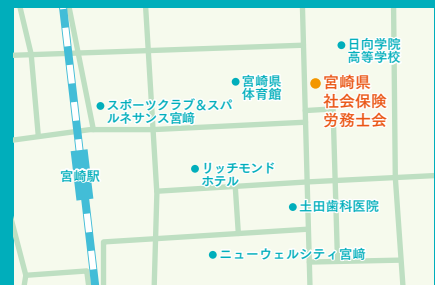 日向学院
高等学校
宮崎県
体育館
宮崎県
社会保険
労務士会
スポーツクラブ＆スパ
ルネサンス宮﨑
リッチモンド
ホテル
宮崎駅
土田歯科医院
ニューウェルシティ宮﨑